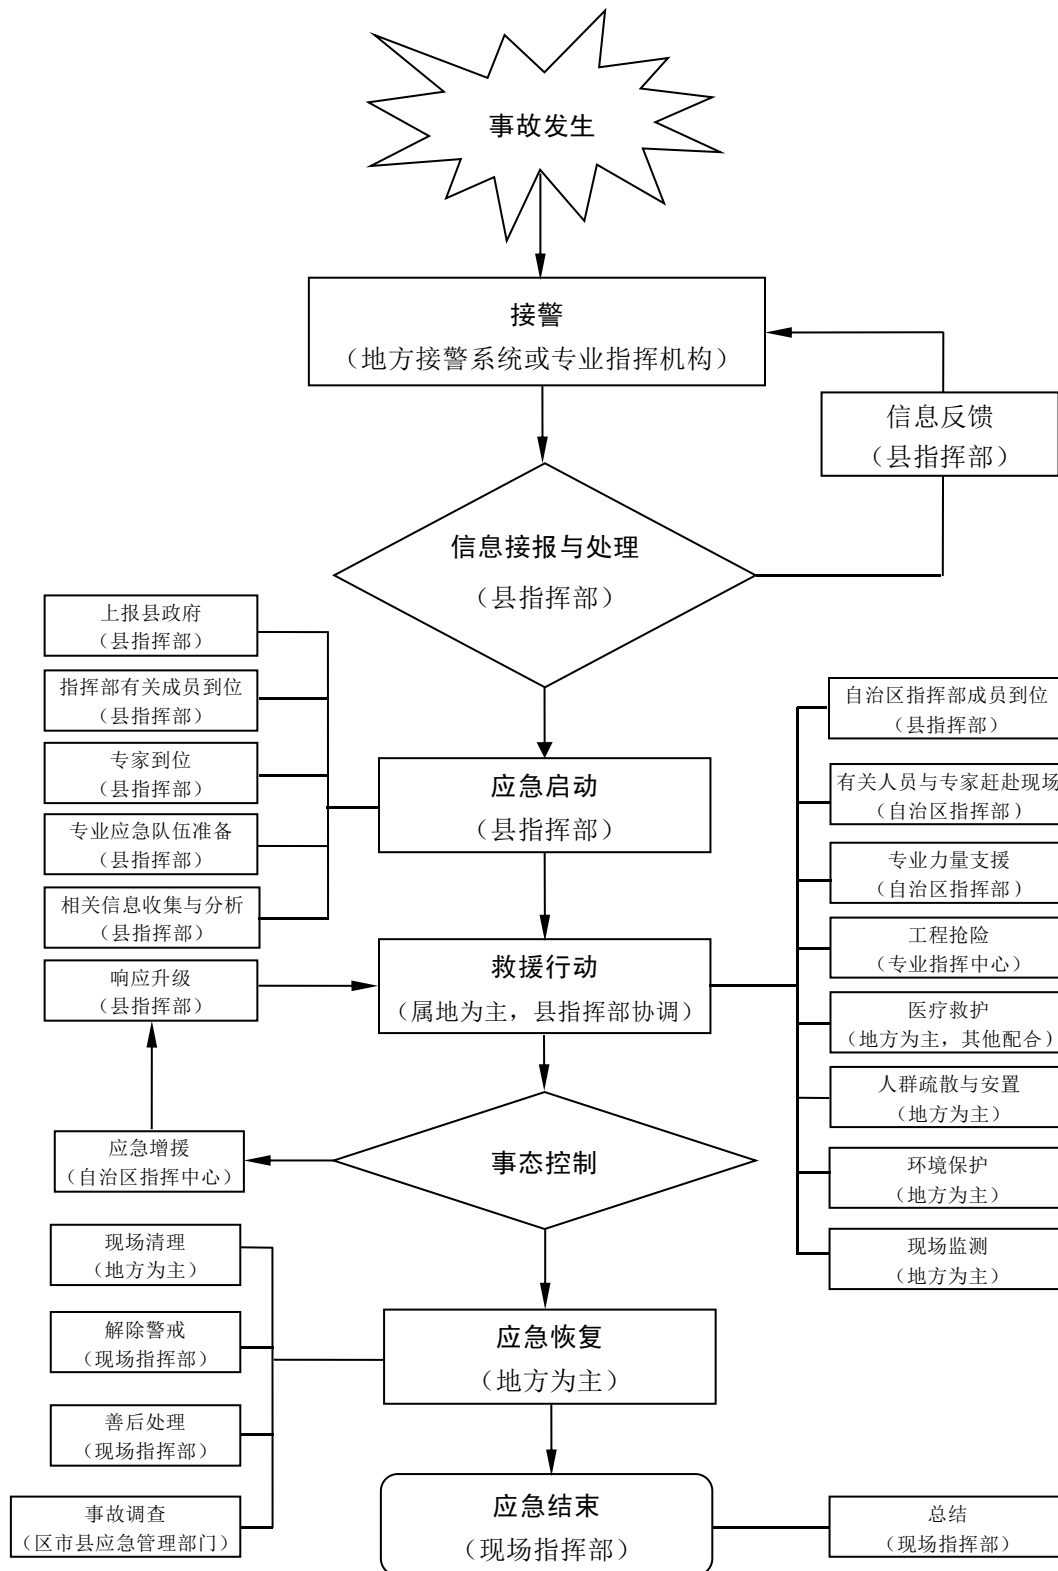 事故发生
接警
（地方接警系统或专业指挥机构）
信息反馈
（县指挥部）
信息接报与处理
（县指挥部）
上报县政府
（县指挥部）
指挥部有关成员到位
（县指挥部）
专家到位
（县指挥部）
专业应急队伍准备
（县指挥部）
相关信息收集与分析
（县指挥部）
应急启动
（县指挥部）
自治区指挥部成员到位
（县指挥部）
有关人员与专家赶赴现场
（自治区指挥部）
专业力量支援
（自治区指挥部）
工程抢险
（专业指挥中心）
医疗救护
（地方为主，其他配合）
人群疏散与安置
（地方为主）
环境保护
（地方为主）
现场监测
（地方为主）
响应升级
（县指挥部）
救援行动
（属地为主，县指挥部协调）
应急增援
（自治区指挥中心）
事态控制
现场清理
（地方为主）
解除警戒
（现场指挥部）
善后处理
（现场指挥部）
事故调查
（区市县应急管理部门）
应急恢复
（地方为主）
应急结束
（现场指挥部）
总结
（现场指挥部）